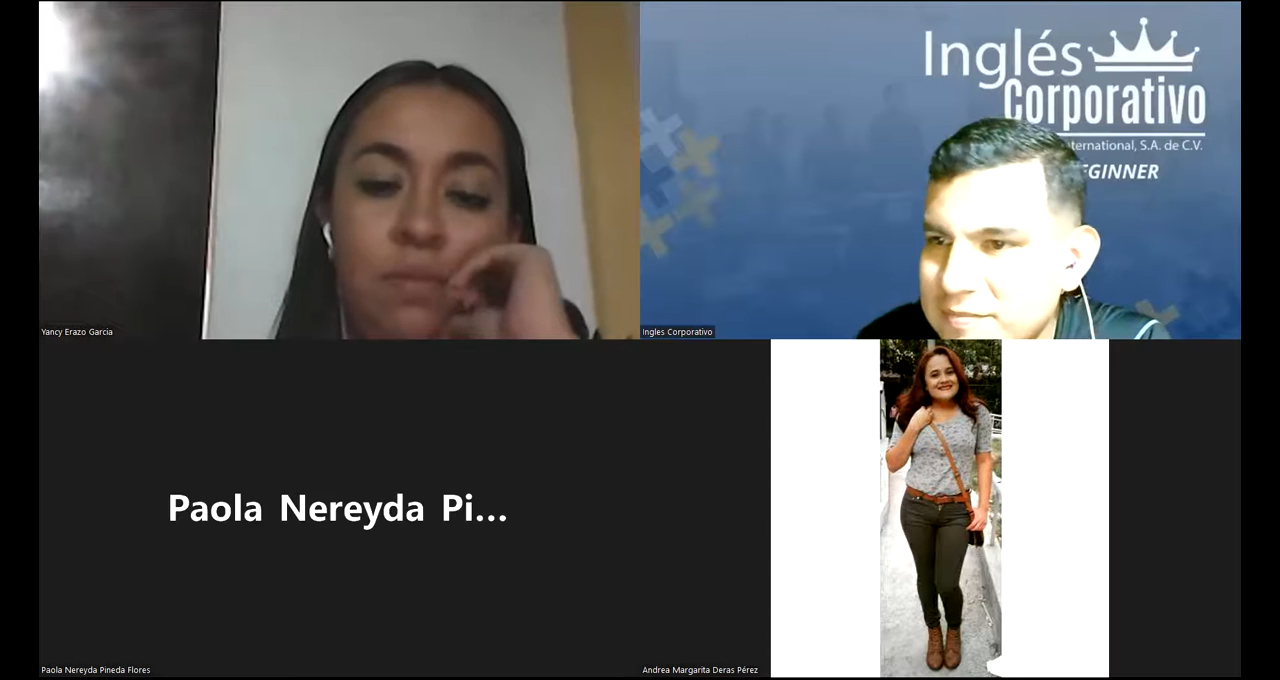 Inglés
Corporativo
nternational, S.A. de C.V.
EGINNER
Yancy Erazo Garcia
Ingles Corporativo
Paola Nereyda Pi...
Paola Nereyda Pineda Flores
Andrea Margarita Deras Pérez